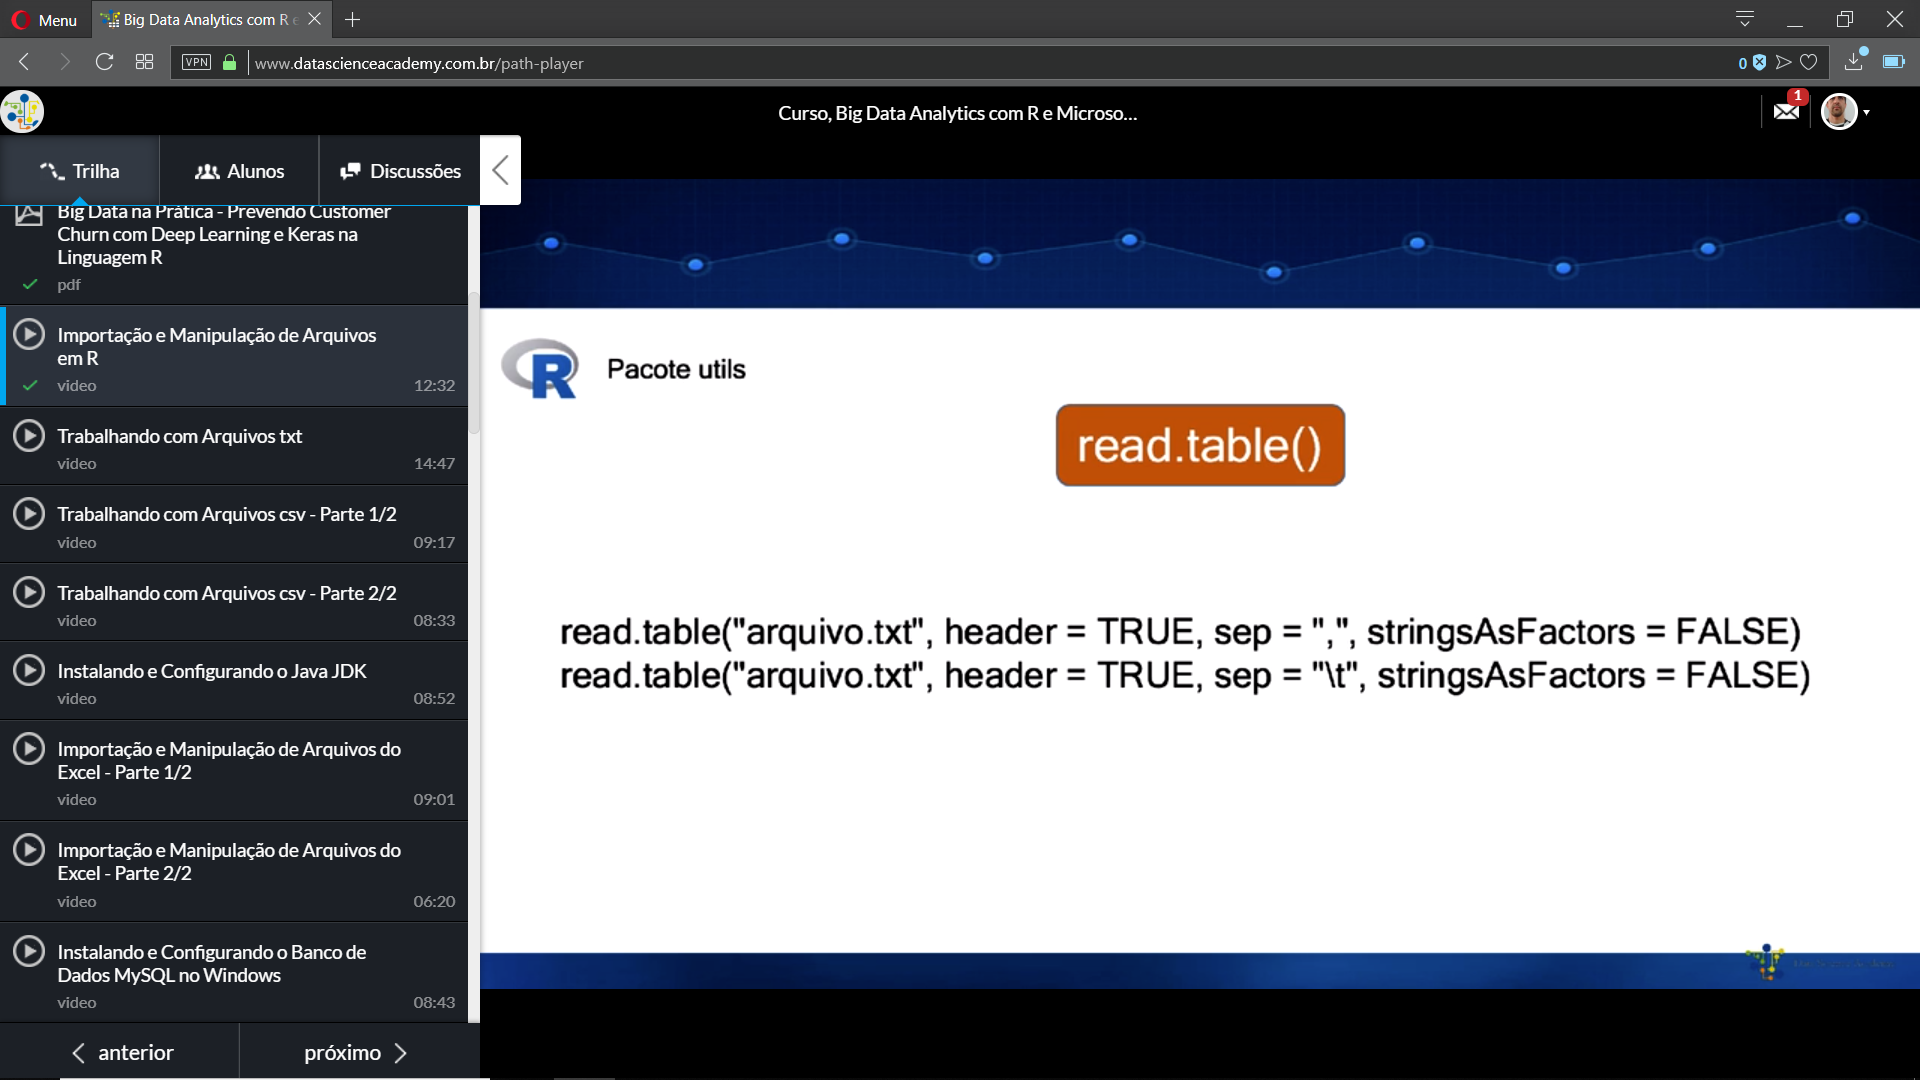 Menu
Big Data Analytics com R e
VPN
www.datascienceacademy.com.br/path-player
0
Curso, Big Data Analytics com R e Microso...
1
Trilha
Alunos
Discussões
Big Data na Prática - Prevendo Customer
Churn com Deep Learning e Keras na
Linguagem R
pdf
Importação e Manipulação de Arquivos
em R
video
12:32
Trabalhando com Arquivos txt
video
14:47
Trabalhando com Arquivos csv - Parte 1/2
video
09:17
Trabalhando com Arquivos csv - Parte 2/2
video
08:33
Instalando e Configurando o Java JDK
video
08:52
Importação e Manipulação de Arquivos do
Excel - Parte 1/2
video
09:01
Importação e Manipulação de Arquivos do
Excel - Parte 2/2
video
06:20
Instalando e Configurando o Banco de
Dados MySQL no Windows
video
08:43
anterior
próximo
R
Pacote utils
read.table()
read.table("arquivo.txt", header = TRUE, sep = ",", stringsAsFactors = FALSE)
read.table("arquivo.txt", header = TRUE, sep = "\t", stringsAsFactors = FALSE)